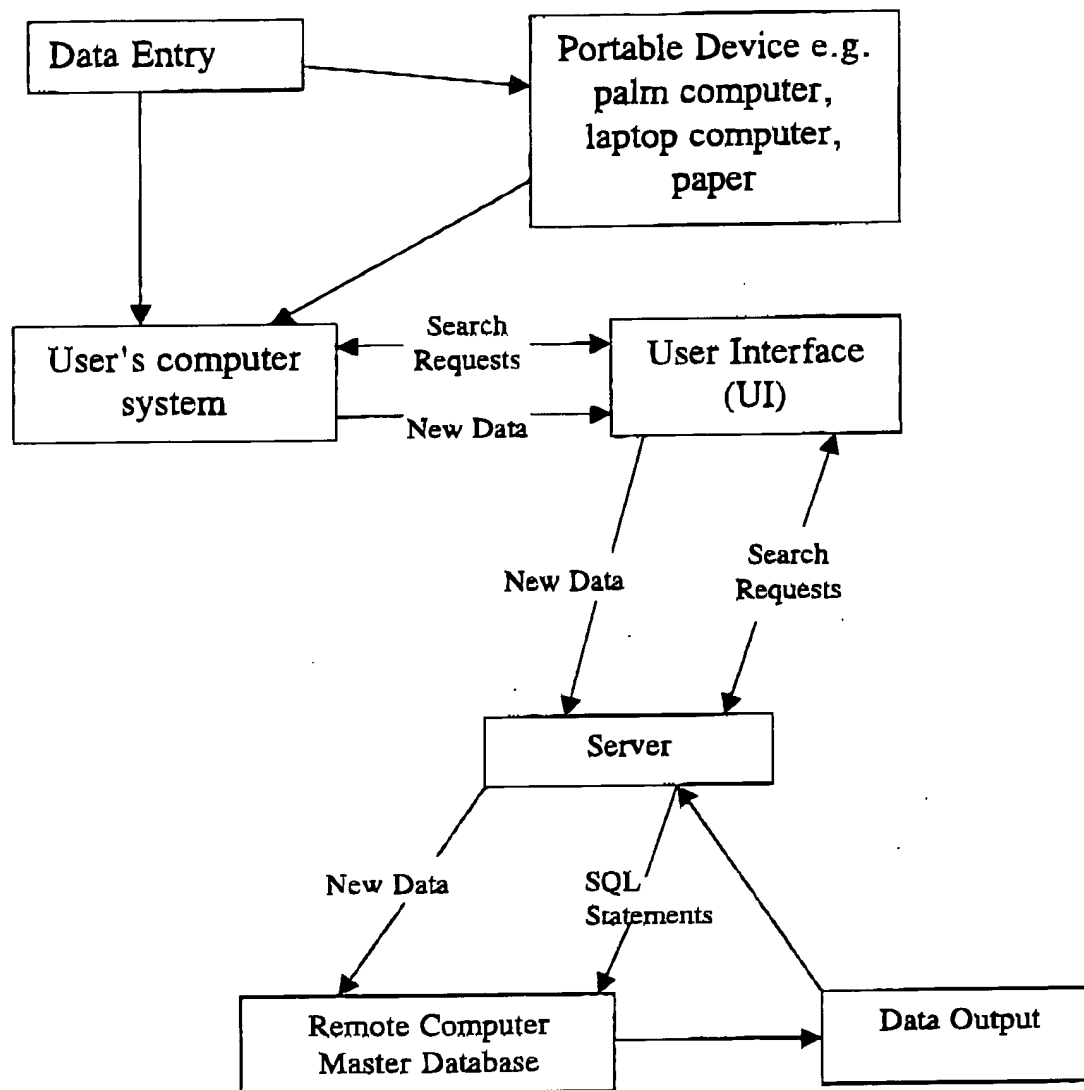 Data Entry
Portable Device e.g.
palm computer,
laptop computer,
paper
User's computer
system
Search
Requests
New Data
User Interface
(UI)
New Data
Search
Requests
Server
New Data
SQL
Statements
Remote Computer
Master Database
Data Output